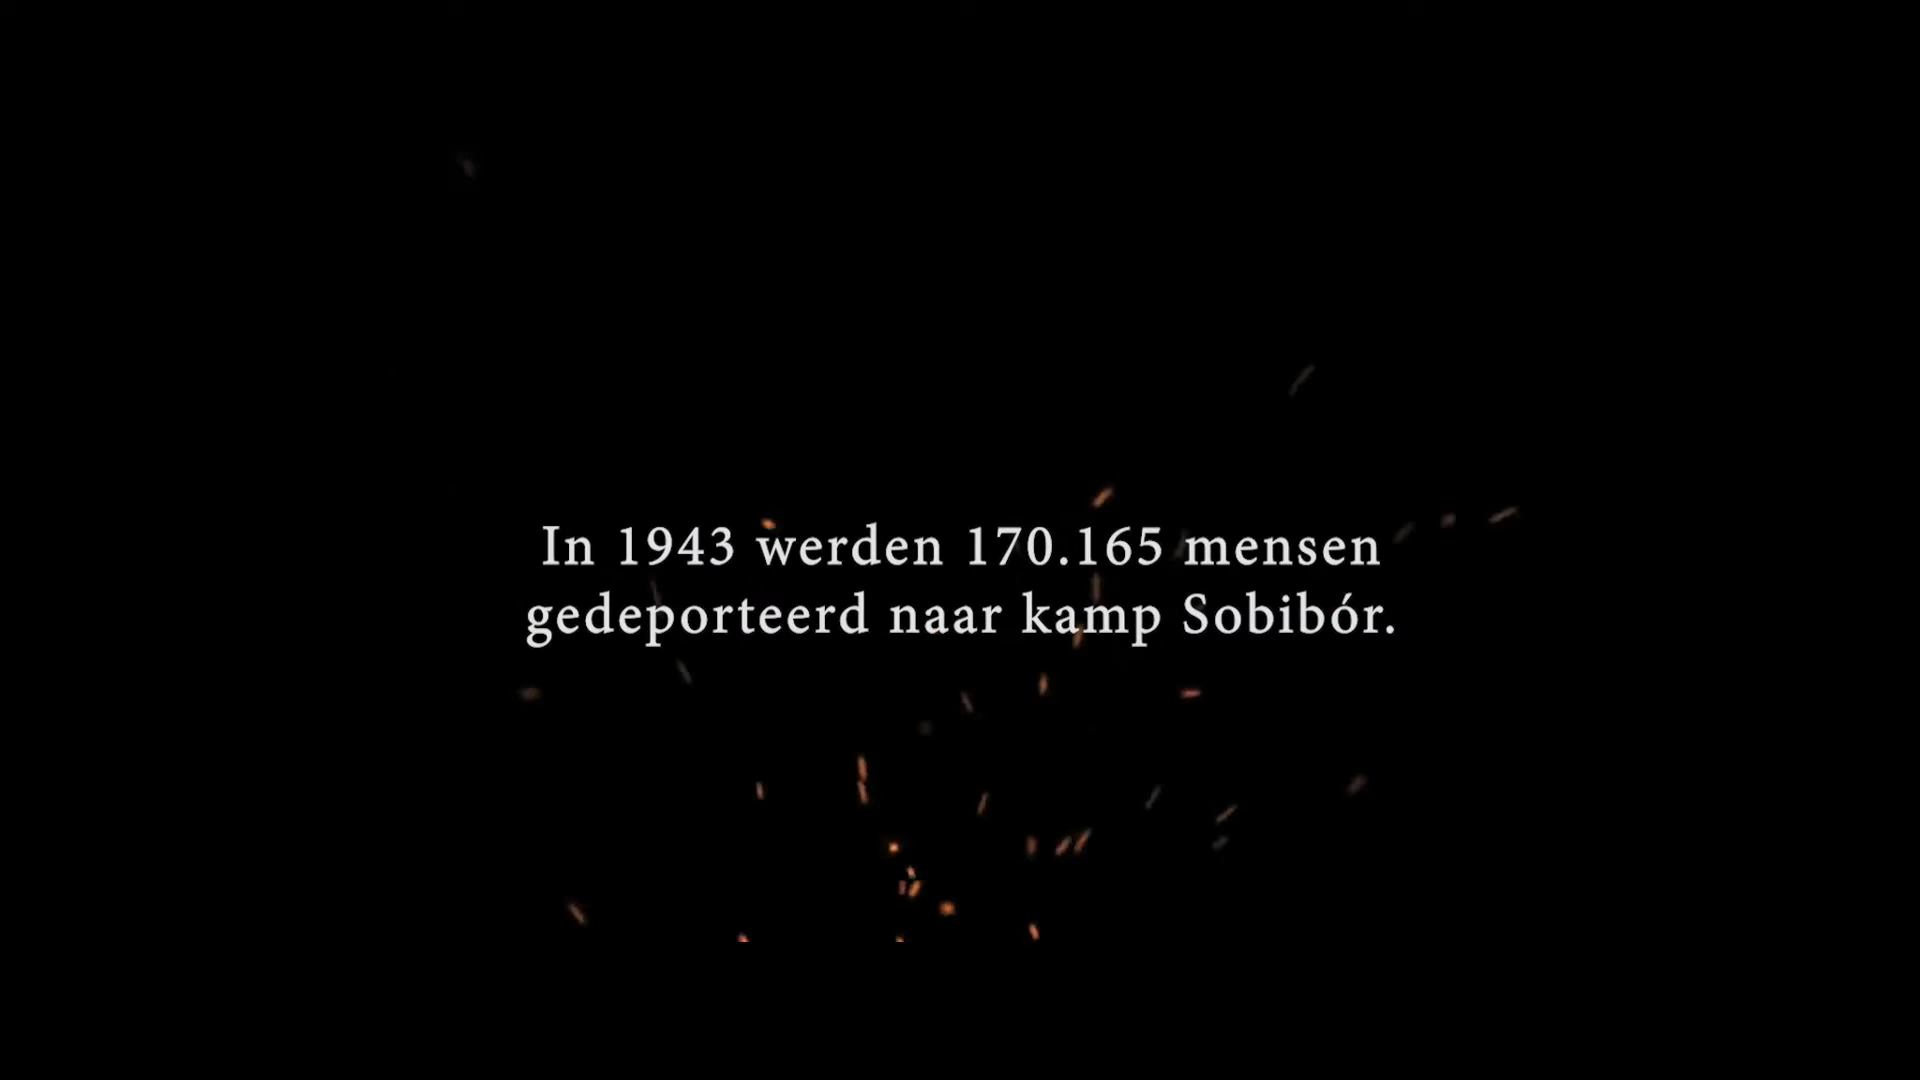 In 1943 werden 170.165 mensen
gedeporteerd naar kamp Sobibór.